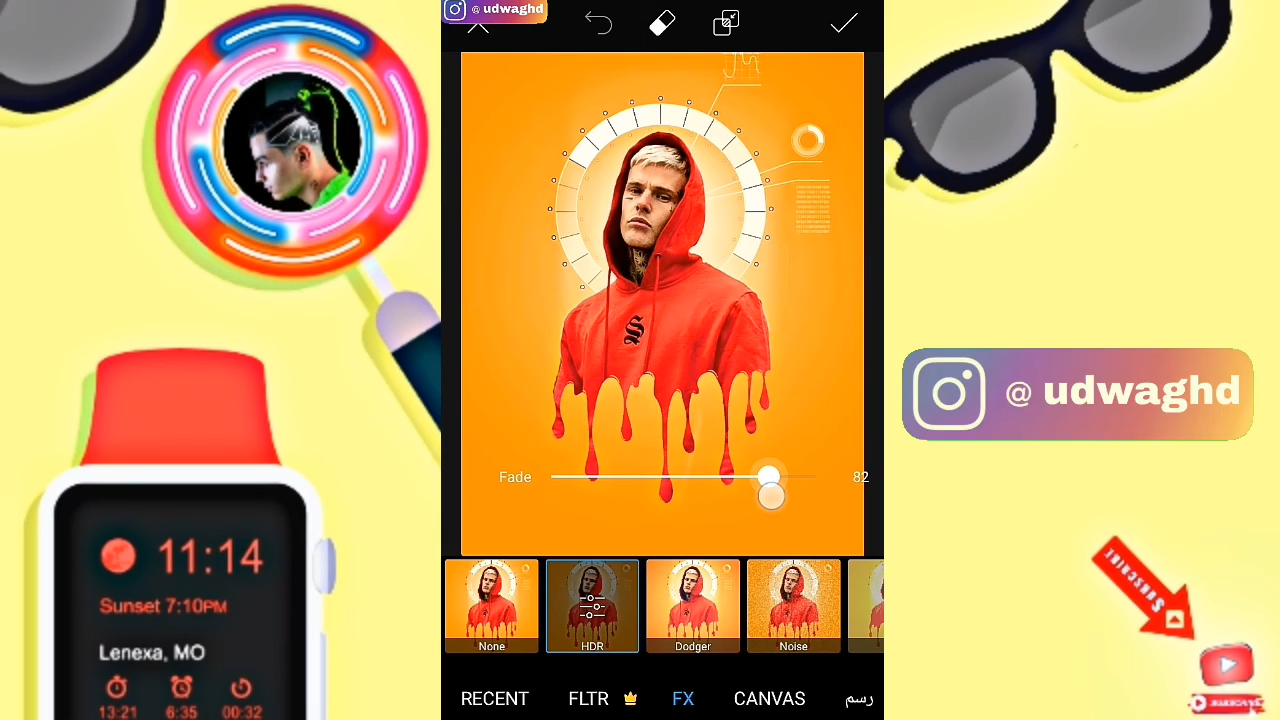 @ udwaghd
11:14
Sunset 7:10PM
Lenexa, MO
13:21 6:35 00:32
S
Fade 82
None HDR Dodger Noise
RECENT FLTR FX CANVAS رسم
@ udwaghd
SUBSCRIBE
SUBSCRIBE